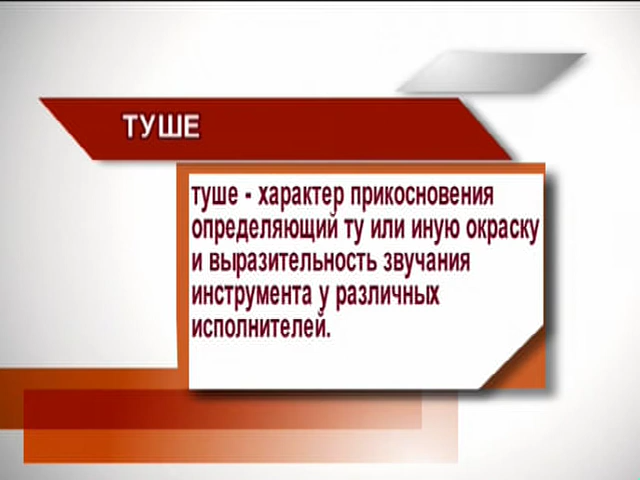 ТУШЕ
туше - характер прикосновения
определяющий ту или иную окраску
и выразительность звучания
инструмента у различных
исполнителей.